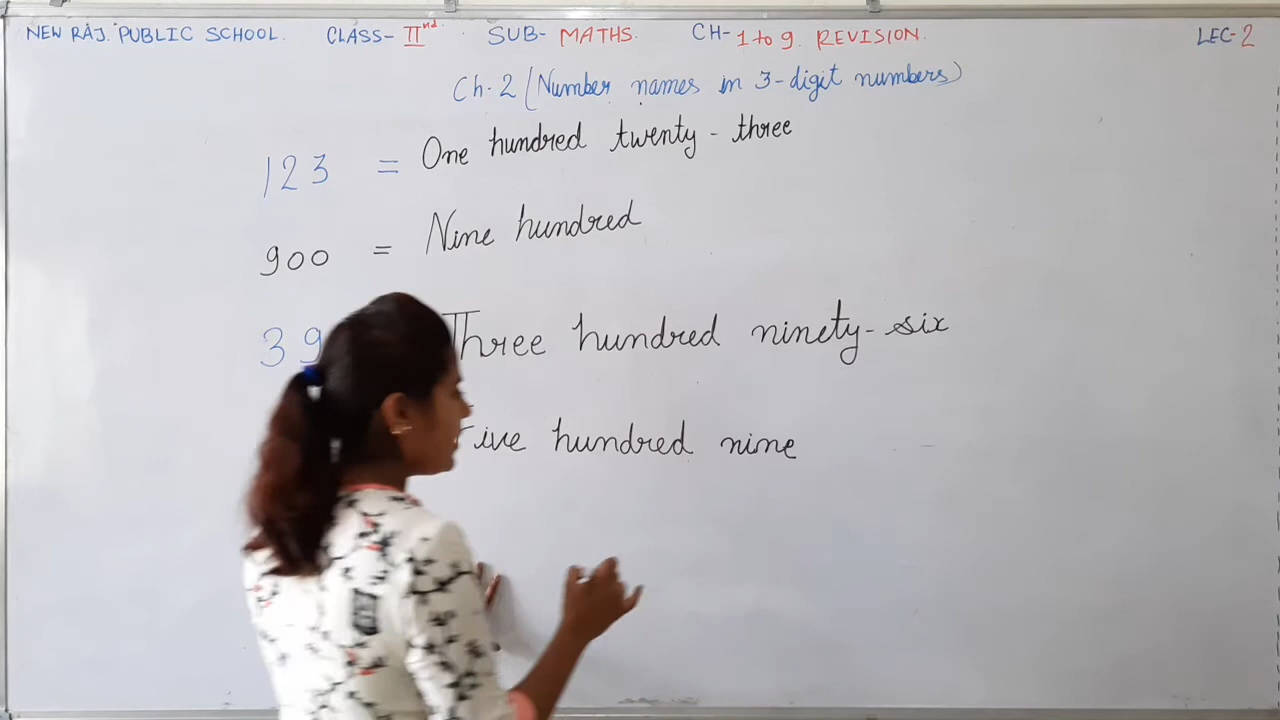 NEW RAJ. PUBLIC SCHOOL. CLASS- IInd. SUB- MATHS. CH- 1 to 9. REVISION. LEC-2
Ch. 2 (Number names in 3-digit numbers)
123 = One hundred twenty-three
900 = Nine hundred
39 Three hundred ninety-six
Five hundred nine